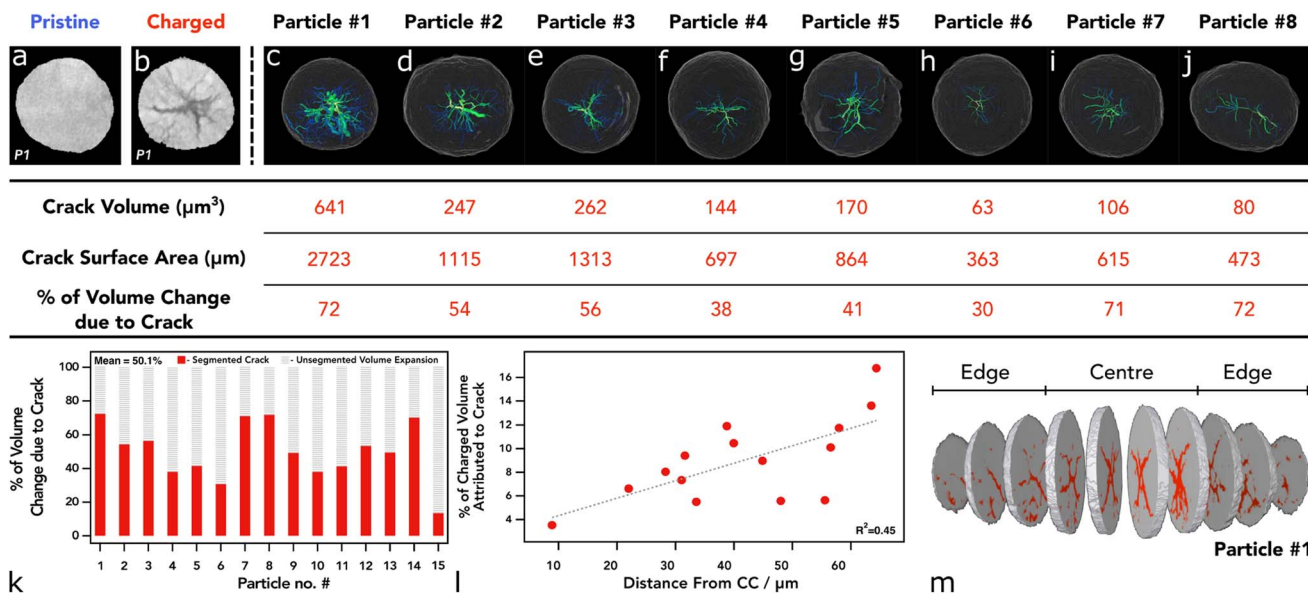 Pristine Charged Particle #1 Particle #2 Particle #3 Particle #4 Particle #5 Particle #6 Particle #7 Particle #8
a b c d e f g h i j
P1 P1
Crack Volume (µm³) 641 247 262 144 170 63 106 80
Crack Surface Area (µm) 2723 1115 1313 697 864 363 615 473
% of Volume Change
due to Crack 72 54 56 38 41 30 71 72
Mean = 50.1% - Segmented Crack - Unsegmented Volume Expansion
% of Volume
Change due to Crack
100
80
60
40
20
0
1 2 3 4 5 6 7 8 9 10 11 12 13 14 15
Particle no. #
k
% of Charged Volume
Attributed to Crack
16
14
12
10
8
6
4
R²=0.45
10 20 30 40 50 60
Distance From CC / µm
l
Edge Centre Edge
Particle #1
m